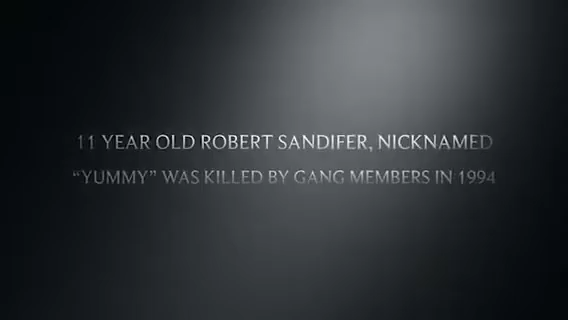 11 YEAR OLD ROBERT SANDIFER, NICKNAMED
“YUMMY” WAS KILLED BY GANG MEMBERS IN 1994